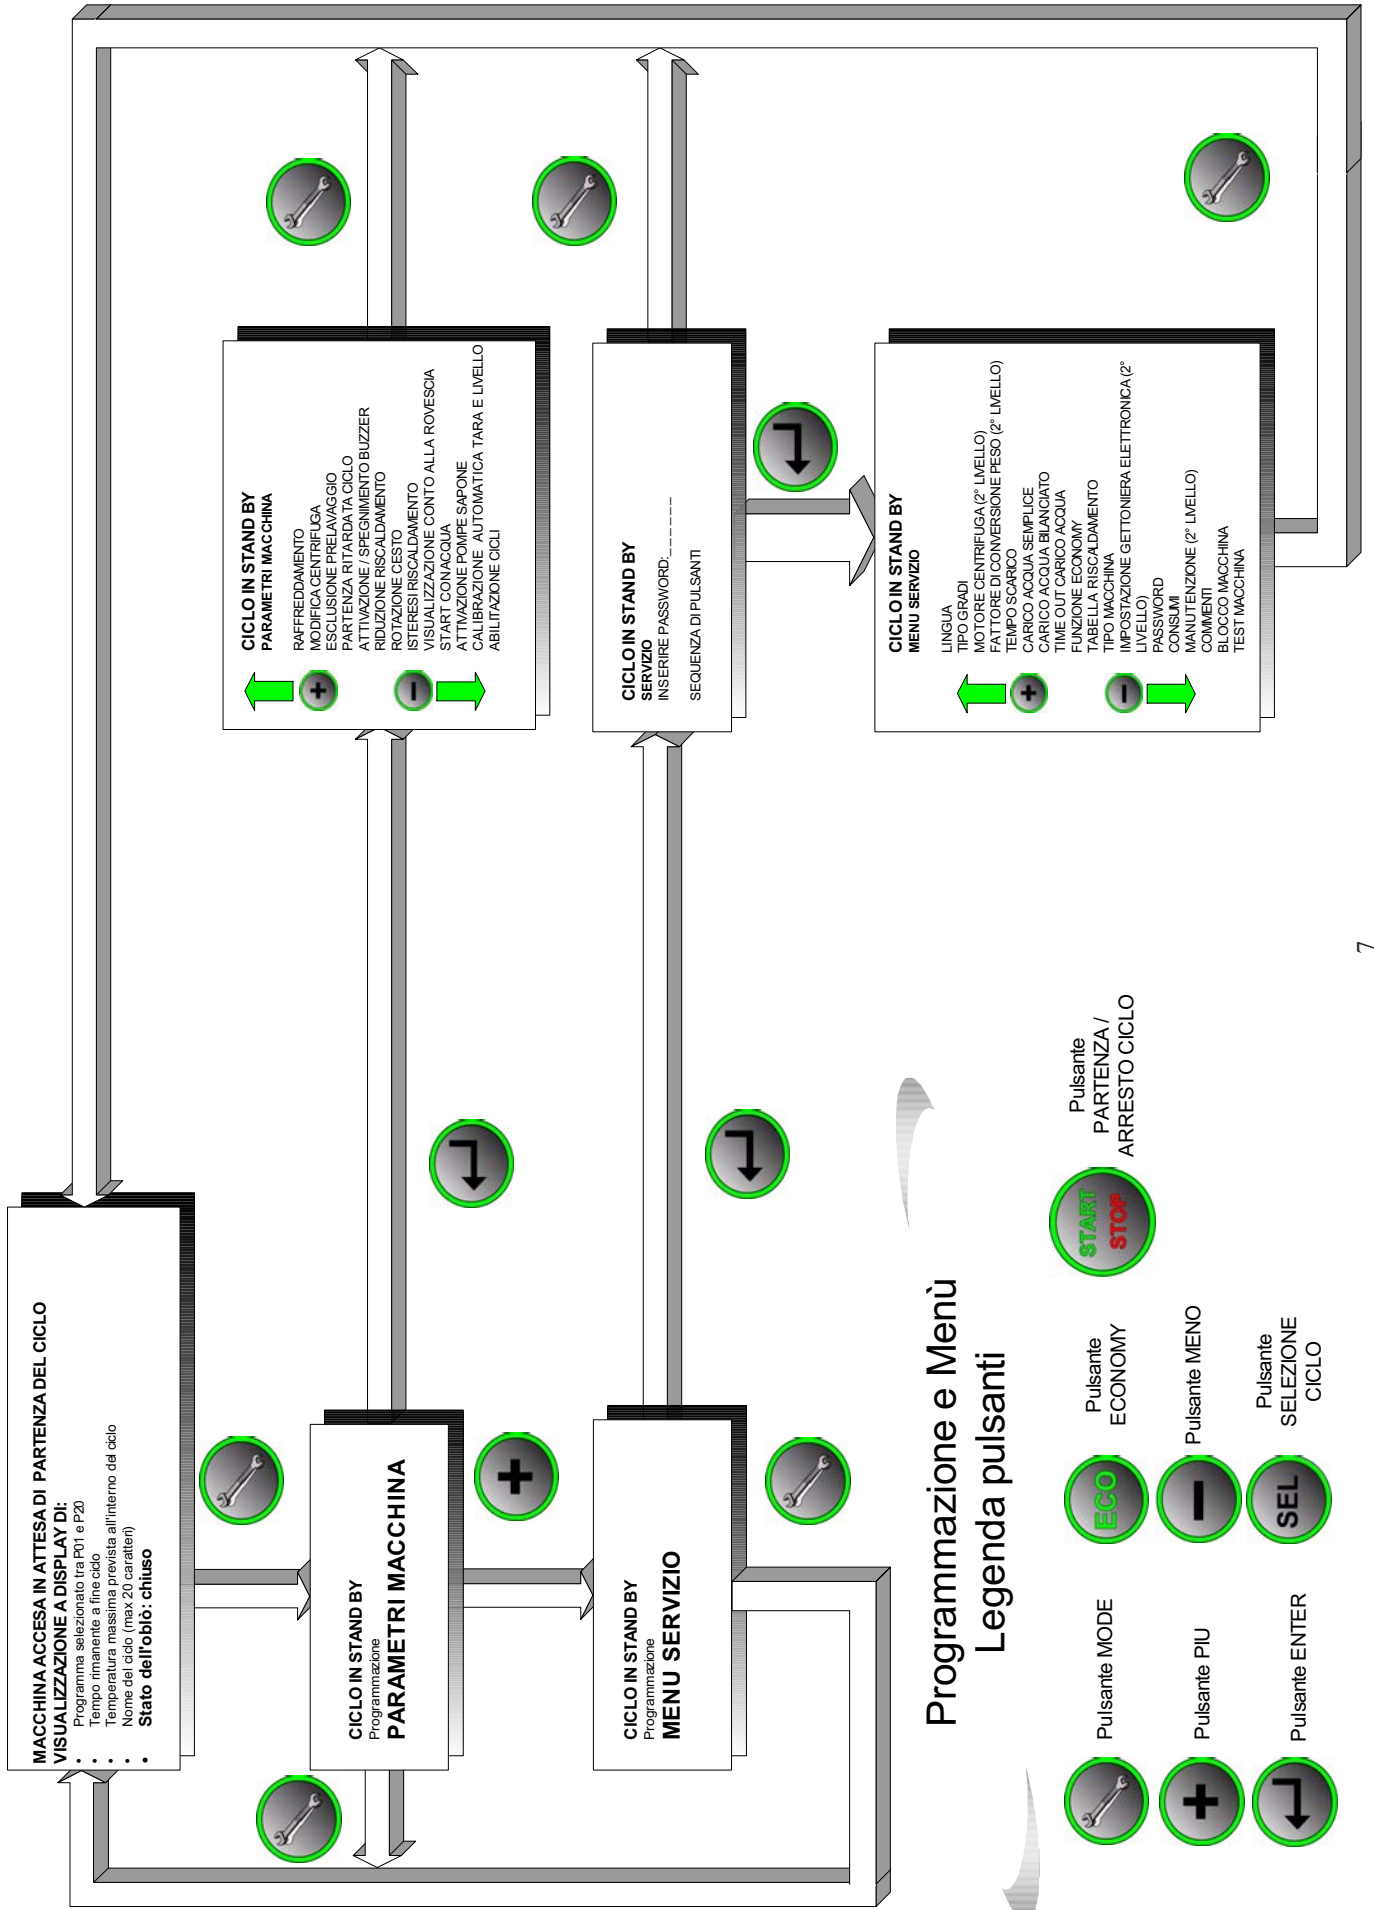 MACCHINA ACCESA IN ATTESA DI PARTENZA DEL CICLO
VISUALIZZAZIONE A DISPLAY DI:
• Programma selezionato tra P01 e P20
• Tempo rimanente a fine ciclo
• Temperatura massima prevista all'interno del ciclo
• Nome del ciclo (max 20 caratteri)
• Stato dell'oblò: chiuso
CICLO IN STAND BY
Programmazione
PARAMETRI MACCHINA
CICLO IN STAND BY
PARAMETRI MACCHINA
RAFFREDDAMENTO
MODIFICA CENTRIFUGA
ESCLUSIONE PRELAVAGGIO
PARTENZA RITARDATA CICLO
ATTIVAZIONE / SPEGNIMENTO BUZZER
RIDUZIONE RISCALDAMENTO
ROTAZIONE CESTO
ISTERESI RISCALDAMENTO
VISUALIZZAZIONE CONTO ALLA ROVESCIA
START CON ACQUA
ATTIVAZIONE POMPE SAPONE
CALIBRAZIONE AUTOMATICA TARA E LIVELLO
ABILITAZIONE CICLI
CICLO IN STAND BY
Programmazione
MENU SERVIZIO
CICLO IN STAND BY
SERVIZIO
INSERIRE PASSWORD:______
SEQUENZA DI PULSANTI
CICLO IN STAND BY
MENU SERVIZIO
LINGUA
TIPO GRADI
MOTORE CENTRIFUGA (2° LIVELLO)
FATTORE DI CONVERSIONE PESO (2° LIVELLO)
TEMPO SCARICO
CARICO ACQUA SEMPLICE
CARICO ACQUA BILANCIATO
TIME OUT CARICO ACQUA
FUNZIONE ECONOMY
TABELLA RISCALDAMENTO
TIPO MACCHINA
IMPOSTAZIONE GETTONIERA ELETTRONICA (2°
LIVELLO)
PASSWORD
CONSUMI
MANUTENZIONE (2° LIVELLO)
COMMENTI
BLOCCO MACCHINA
TEST MACCHINA
Programmazione e Menù
Legenda pulsanti
Pulsante MODE
ECO
Pulsante
ECONOMY
START
STOP
Pulsante
PARTENZA /
ARRESTO CICLO
Pulsante PIU
Pulsante MENO
Pulsante ENTER
SEL
Pulsante
SELEZIONE
CICLO
7